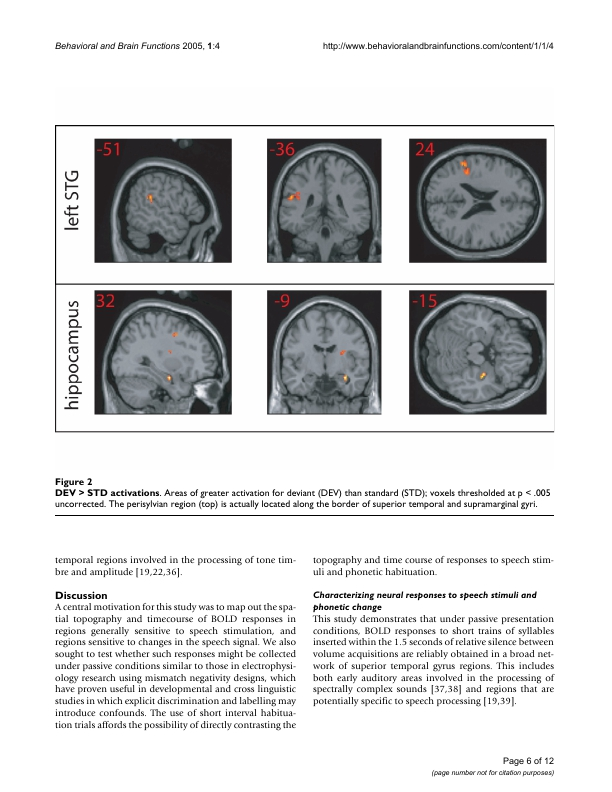 Behavioral and Brain Functions 2005, 1:4
http://www.behavioralandbrainfunctions.com/content/1/1/4
left STG
-51
-36
24
hippocampus
32
-9
-15
Figure 2
DEV > STD activations. Areas of greater activation for deviant (DEV) than standard (STD); voxels thresholded at p < .005
uncorrected. The perisylvian region (top) is actually located along the border of superior temporal and supramarginal gyri.
temporal regions involved in the processing of tone tim-
bre and amplitude [19,22,36].
Discussion
A central motivation for this study was to map out the spa-
tial topography and timecourse of BOLD responses in
regions generally sensitive to speech stimulation, and
regions sensitive to changes in the speech signal. We also
sought to test whether such responses might be collected
under passive conditions similar to those in electrophysi-
ology research using mismatch negativity designs, which
have proven useful in developmental and cross linguistic
studies in which explicit discrimination and labelling may
introduce confounds. The use of short interval habitua-
tion trials affords the possibility of directly contrasting the
topography and time course of responses to speech stim-
uli and phonetic habituation.
Characterizing neural responses to speech stimuli and
phonetic change
This study demonstrates that under passive presentation
conditions, BOLD responses to short trains of syllables
inserted within the 1.5 seconds of relative silence between
volume acquisitions are reliably obtained in a broad net-
work of superior temporal gyrus regions. This includes
both early auditory areas involved in the processing of
spectrally complex sounds [37,38] and regions that are
potentially specific to speech processing [19,39].
Page 6 of 12
(page number not for citation purposes)